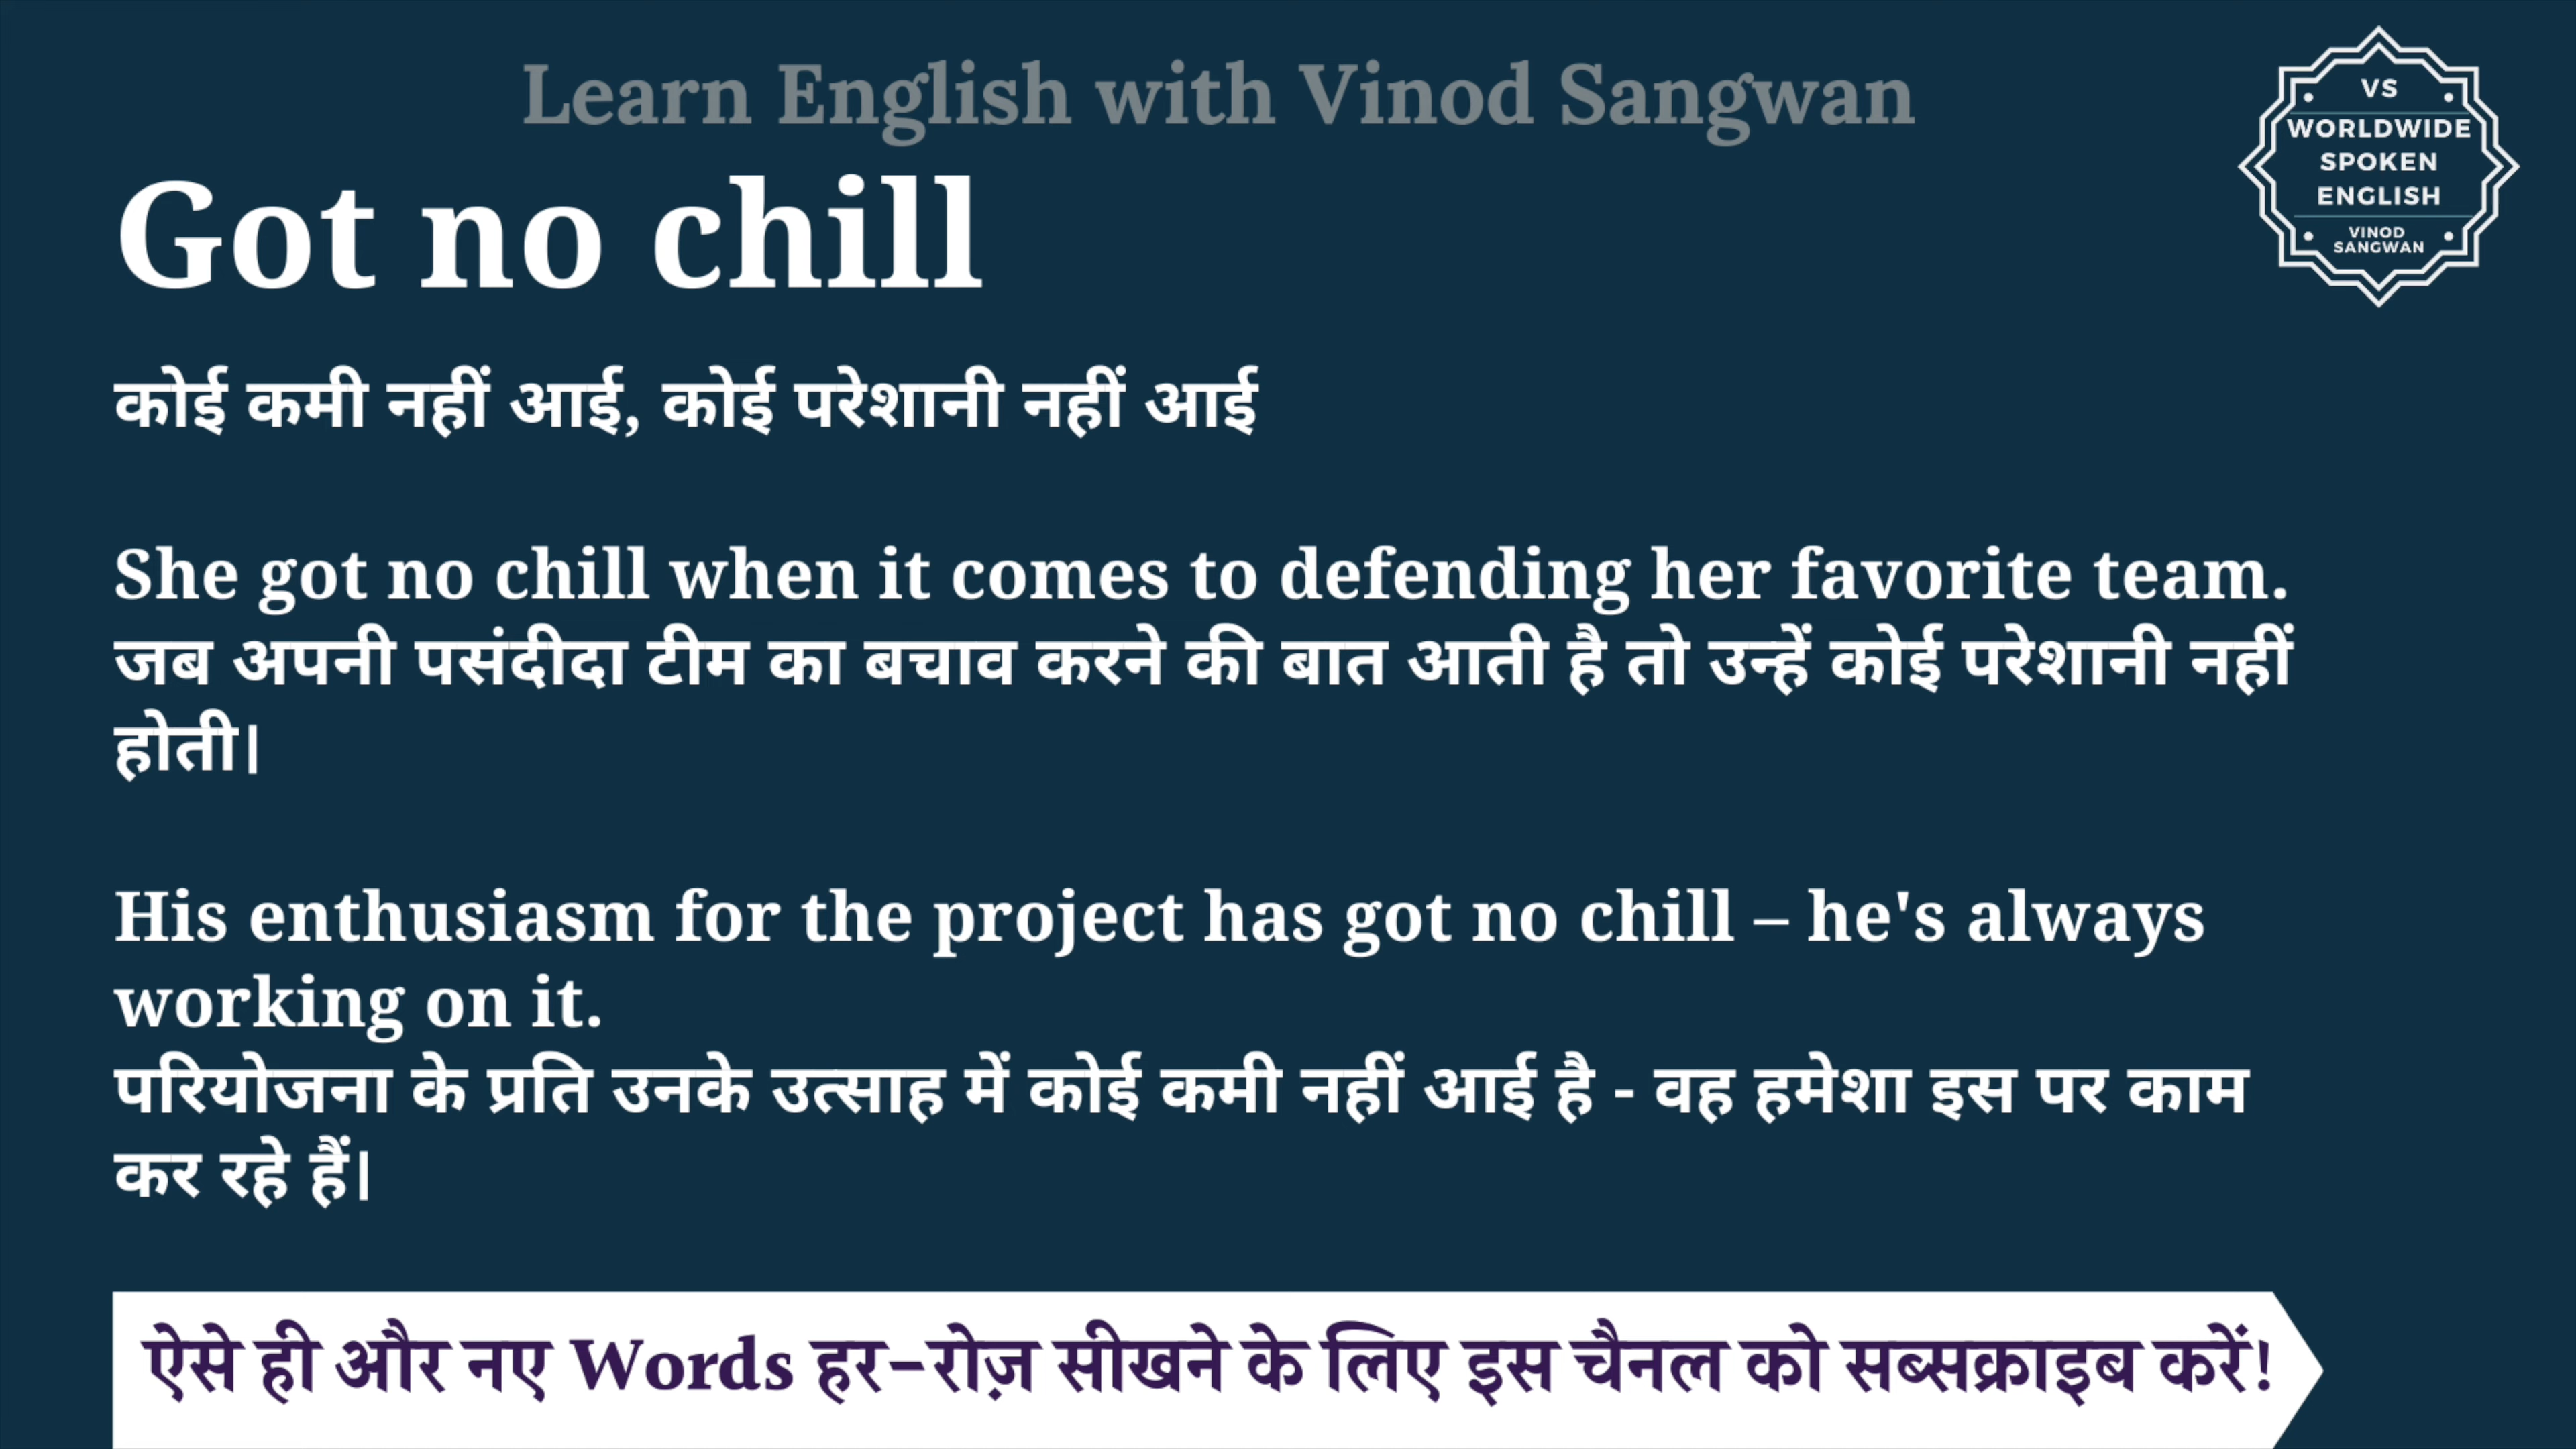 Learn English with Vinod Sangwan
VS
WORLDWIDE
SPOKEN
ENGLISH
VINOD
SANGWAN
Got no chill
कोई कमी नहीं आई, कोई परेशानी नहीं आई
She got no chill when it comes to defending her favorite team.
जब अपनी पसंदीदा टीम का बचाव करने की बात आती है तो उन्हें कोई परेशानी नहीं
होती।
His enthusiasm for the project has got no chill – he's always
working on it.
परियोजना के प्रति उनके उत्साह में कोई कमी नहीं आई है - वह हमेशा इस पर काम
कर रहे हैं।
ऐसे ही और नए Words हर-रोज़ सीखने के लिए इस चैनल को सब्सक्राइब करें!